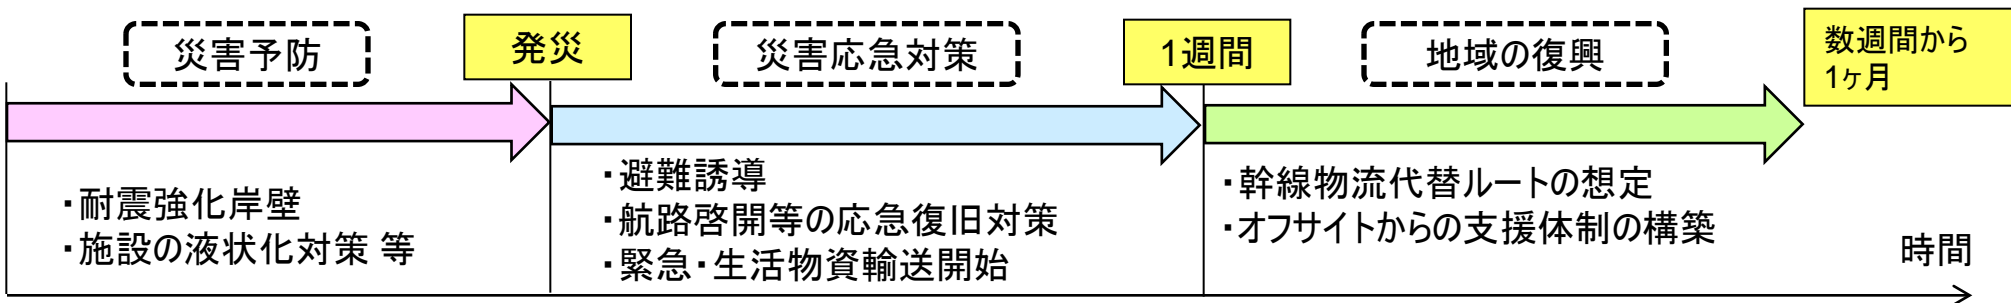 災害予防
発災
災害応急対策
1週間
地域の復興
数週間から
1ヶ月
・耐震強化岸壁
・施設の液状化対策 等
・避難誘導
・航路啓開等の応急復旧対策
・緊急・生活物資輸送開始
・幹線物流代替ルートの想定
・オフサイトからの支援体制の構築
時間